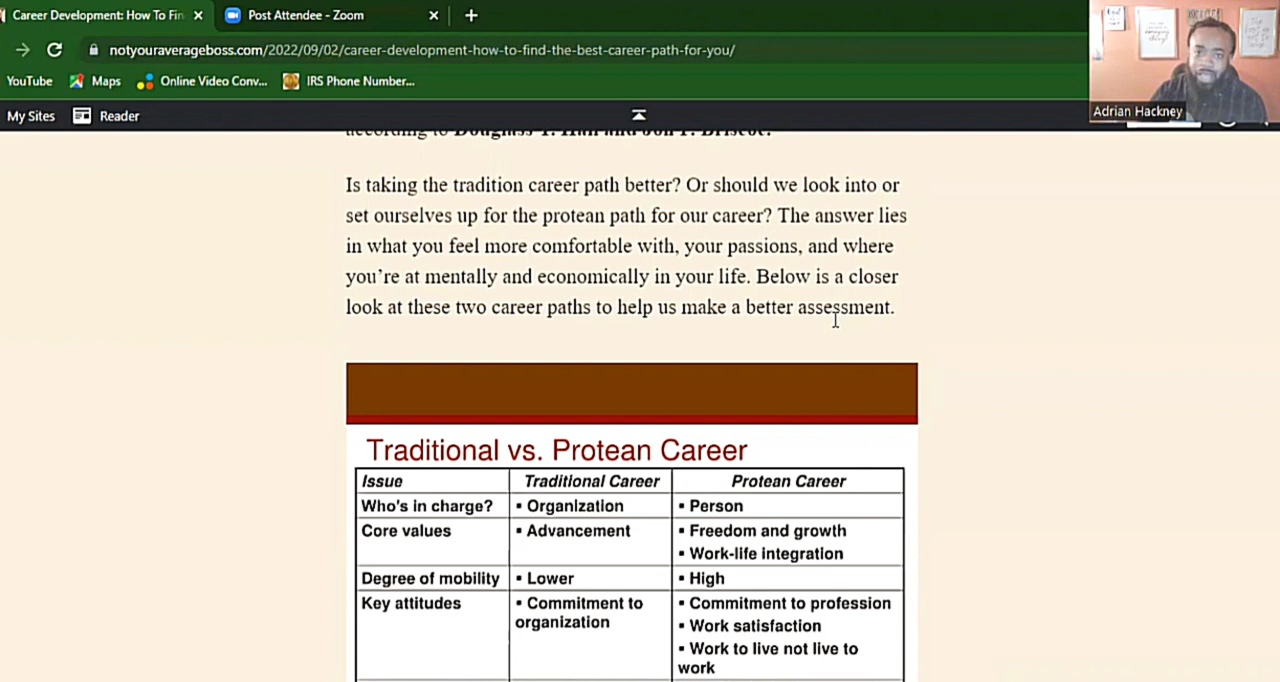 Career Development: How To Fin
Post Attendee - Zoom
notyouraverageboss.com/2022/09/02/career-development-how-to-find-the-best-career-path-for-you/
YouTube
Maps
Online Video Conv...
IRS Phone Number...
My Sites
Reader
Adrian Hackney
Is taking the tradition career path better? Or should we look into or
set ourselves up for the protean path for our career? The answer lies
in what you feel more comfortable with, your passions, and where
you're at mentally and economically in your life. Below is a closer
look at these two career paths to help us make a better assessment.
Traditional vs. Protean Career
Issue Traditional Career Protean Career
Who's in charge? ▪ Organization ▪ Person
Core values ▪ Advancement ▪ Freedom and growth
▪ Work-life integration
Degree of mobility ▪ Lower ▪ High
Key attitudes ▪ Commitment to ▪ Commitment to profession
organization ▪ Work satisfaction
▪ Work to live not live to
work